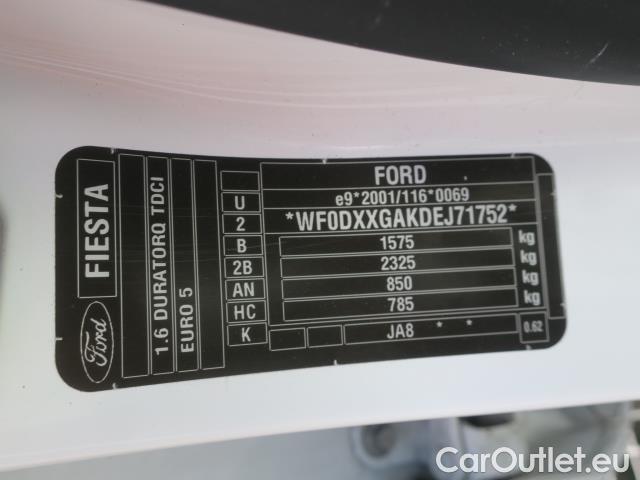 FORD
U e9*2001/116*0069
2 *WF0DXXGAKDEJ71752*
B 1575 kg
2B 2325 kg
AN 850 kg
HC 785 kg
K JA8 * * 0.62
FIESTA
1.6 DURATORQ TDCI
EURO 5
Ford
CarOutlet.eu